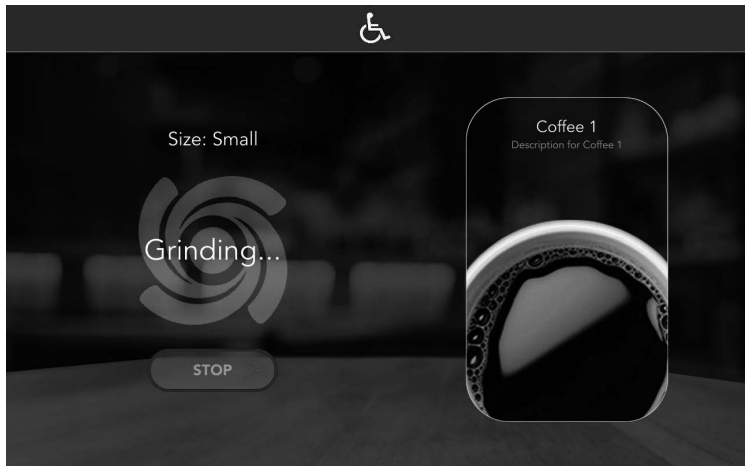 Size: Small
Grinding...
STOP
Coffee 1
Description for Coffee 1